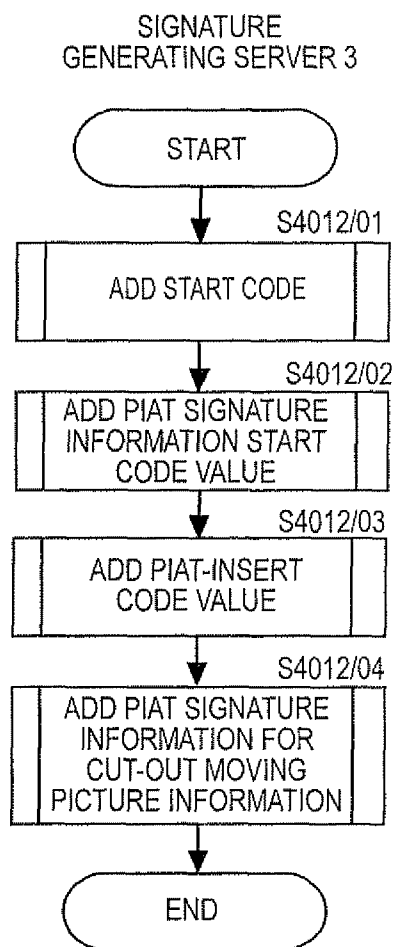 SIGNATURE
GENERATING SERVER 3
START
S4012/01
ADD START CODE
S4012/02
ADD PIAT SIGNATURE
INFORMATION START
CODE VALUE
S4012/03
ADD PIAT-INSERT
CODE VALUE
S4012/04
ADD PIAT SIGNATURE
INFORMATION FOR
CUT-OUT MOVING
PICTURE INFORMATION
END